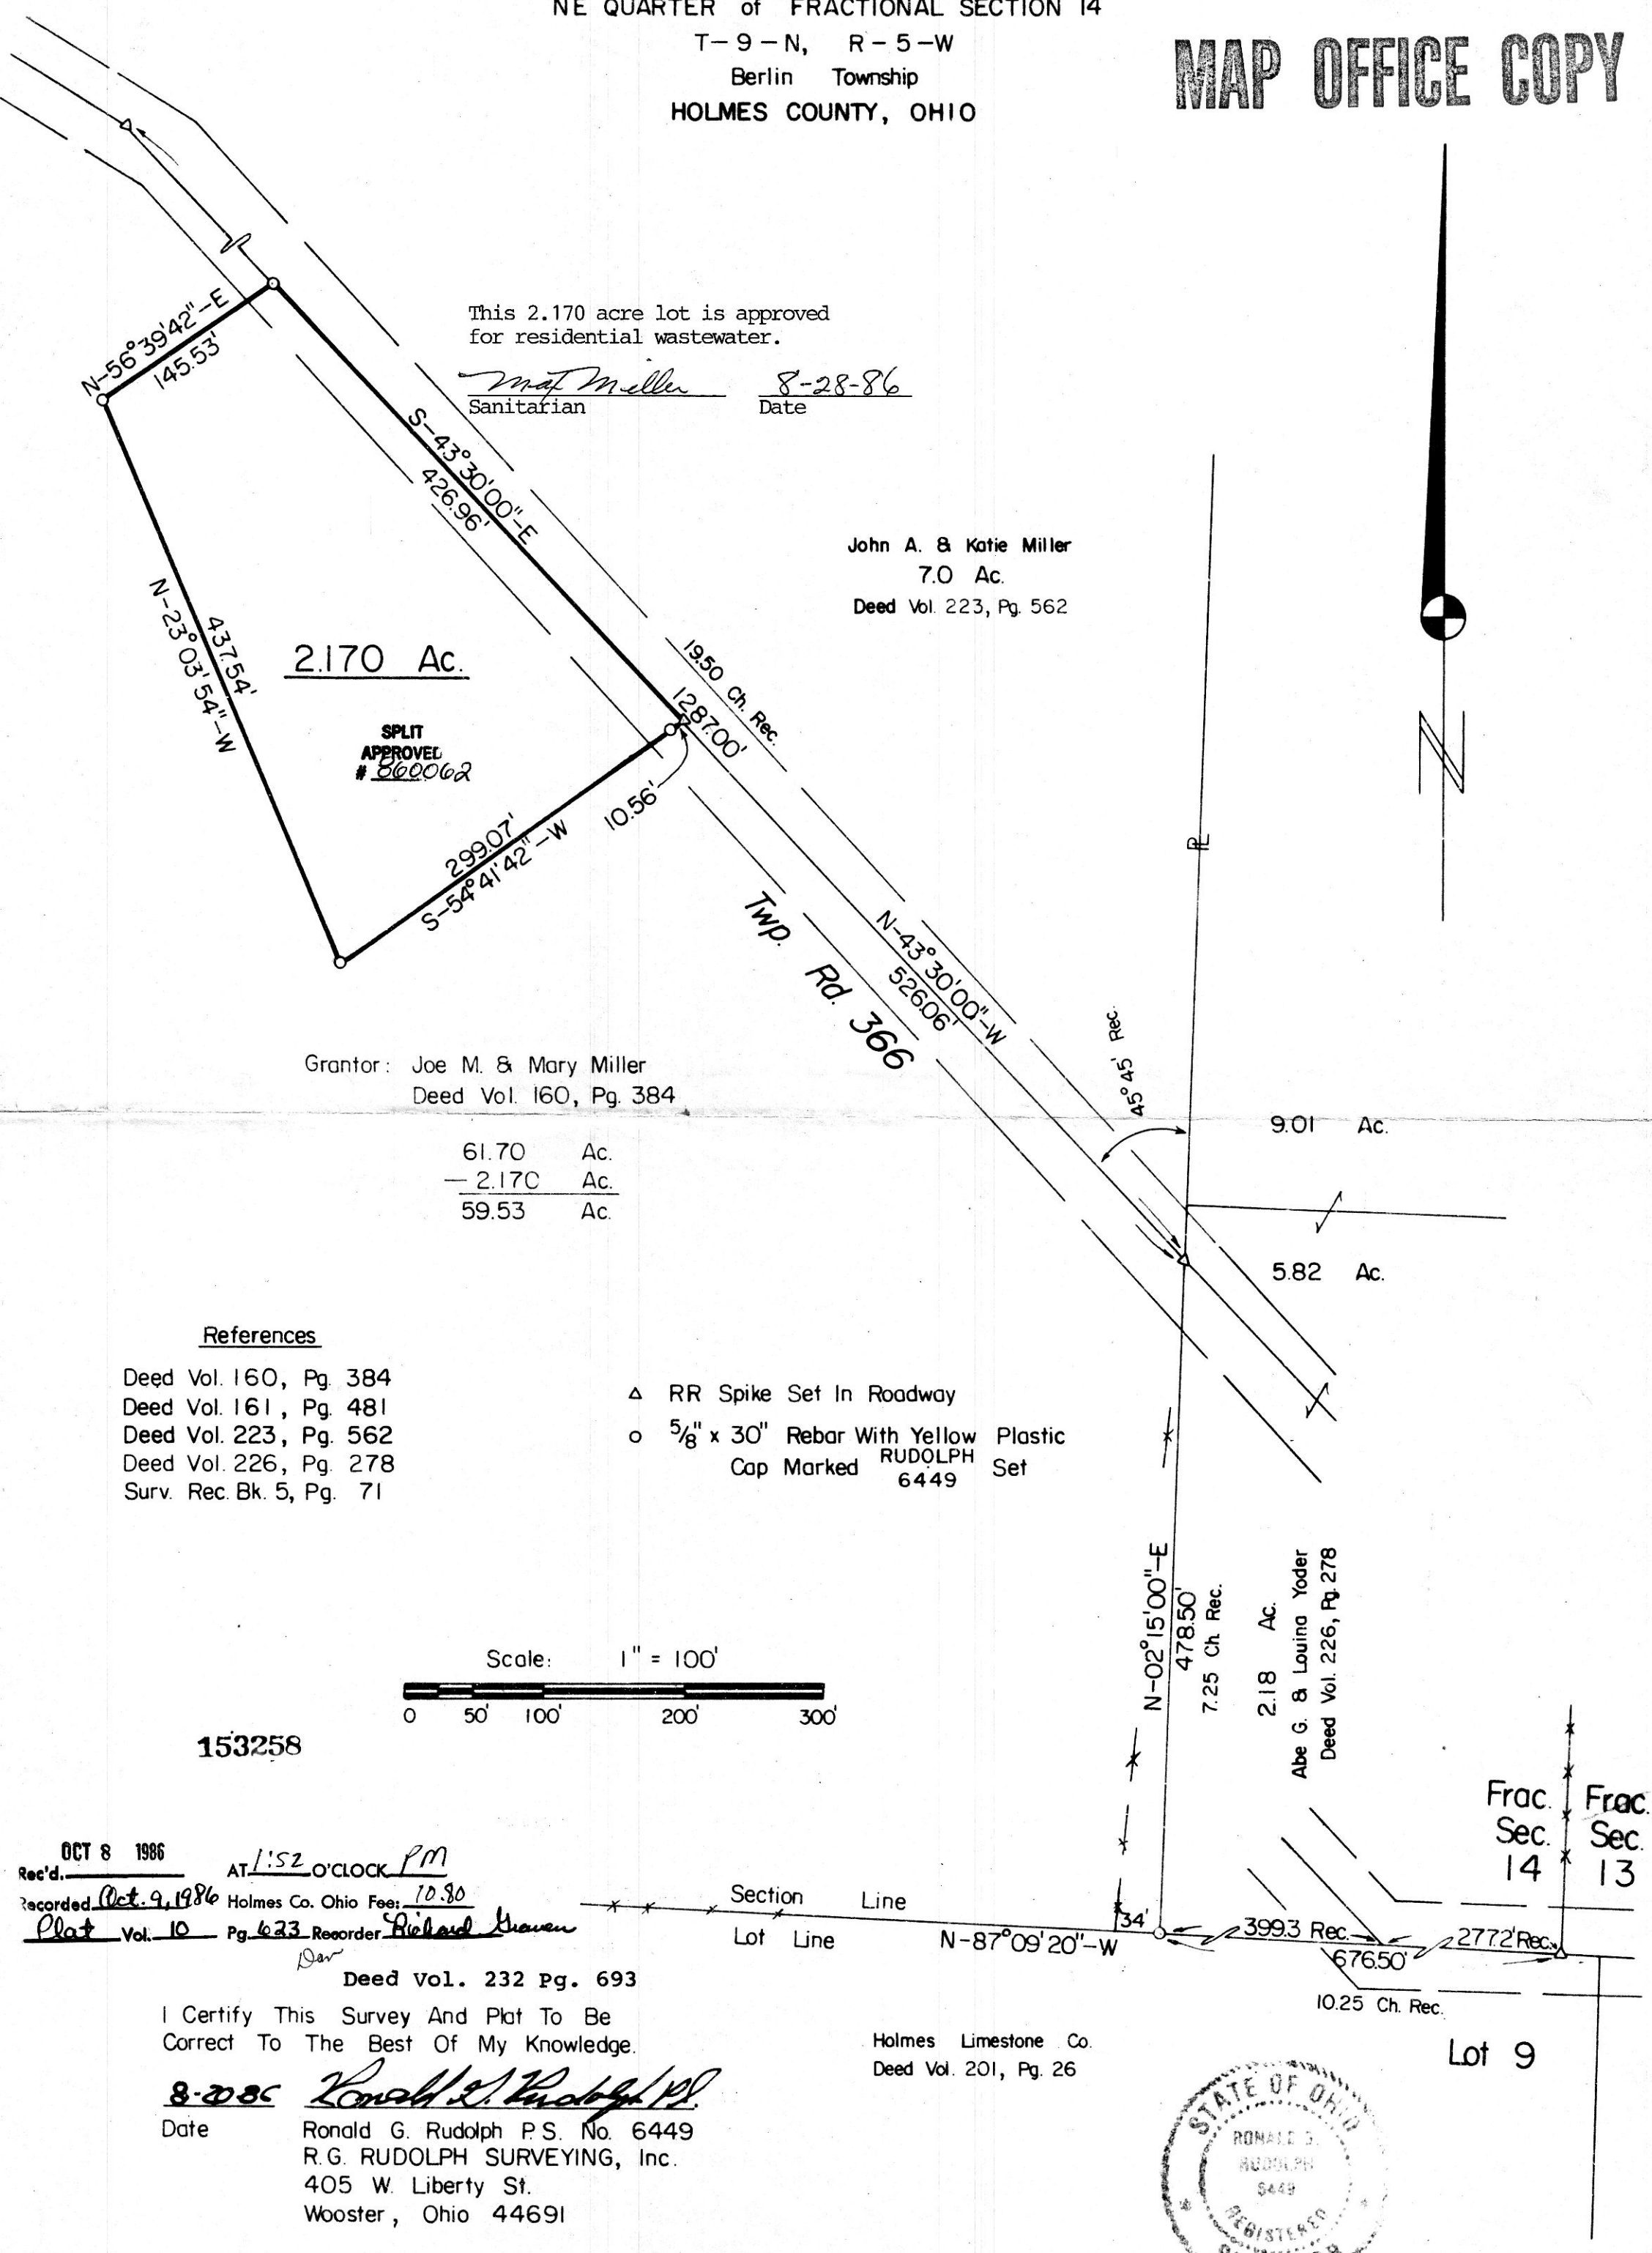 NE QUARTER of FRACTIONAL SECTION 14
T-9-N, R-5-W
Berlin Township
HOLMES COUNTY, OHIO
MAP OFFICE COPY
This 2.170 acre lot is approved
for residential wastewater.
Max Miller 8-28-86
Sanitarian Date
N-56°39'42"-E
145.53'
S-43°30'00"-E
426.96'
John A. & Katie Miller
7.0 Ac.
Deed Vol. 223, Pg. 562
437.54'
N-23°03'54"-W
2.170 Ac.
SPLIT
APPROVED
# 860062
19.50 Ch. Rec.
1287.00'
10.56'
299.07'
S-54°41'42"-W
PL
N
Twp. Rd. 366
N-43°30'00"-W
526.06'
45°45' Rec.
Grantor: Joe M. & Mary Miller
Deed Vol. 160, Pg. 384
61.70 Ac.
- 2.170 Ac.
59.53 Ac.
9.01 Ac.
5.82 Ac.
References
Deed Vol. 160, Pg. 384
Deed Vol. 161, Pg. 481
Deed Vol. 223, Pg. 562
Deed Vol. 226, Pg. 278
Surv. Rec. Bk. 5, Pg. 71
△ RR Spike Set In Roadway
○ 5/8" x 30" Rebar With Yellow Plastic
Cap Marked RUDOLPH 6449 Set
N-02°15'00"-E
478.50'
7.25 Ch. Rec.
2.18 Ac.
Abe G. & Louina Yoder
Deed Vol. 226, Pg. 278
Scale: 1" = 100'
0 50' 100' 200' 300'
153258
Frac. Sec. 14
Frac. Sec. 13
Rec'd. OCT 8 1986 AT 1:52 O'CLOCK PM
Recorded Oct. 9, 1986 Holmes Co. Ohio Fee: 10.80
Plat Vol. 10 Pg. 623 Recorder Richard Graven
Deed Vol. 232 Pg. 693
Section Line
Lot Line
N-87°09'20"-W
34'
399.3 Rec.
277.2' Rec.
676.50'
10.25 Ch. Rec.
I Certify This Survey And Plat To Be
Correct To The Best Of My Knowledge.
8-20-86 Ronald G. Rudolph P.S.
Date Ronald G. Rudolph P.S. No. 6449
R.G. RUDOLPH SURVEYING, Inc.
405 W. Liberty St.
Wooster, Ohio 44691
Holmes Limestone Co.
Deed Vol. 201, Pg. 26
Lot 9
STATE OF OHIO
RONALD G.
RUDOLPH
6449
REGISTERED